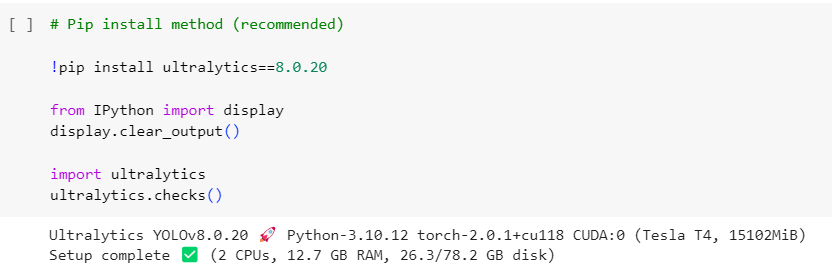 [ ] # Pip install method (recommended)
!pip install ultralytics==8.0.20
from IPython import display
display.clear_output()
import ultralytics
ultralytics.checks()
Ultralytics YOLOv8.0.20 🚀 Python-3.10.12 torch-2.0.1+cu118 CUDA:0 (Tesla T4, 15102MiB)
Setup complete ✅ (2 CPUs, 12.7 GB RAM, 26.3/78.2 GB disk)